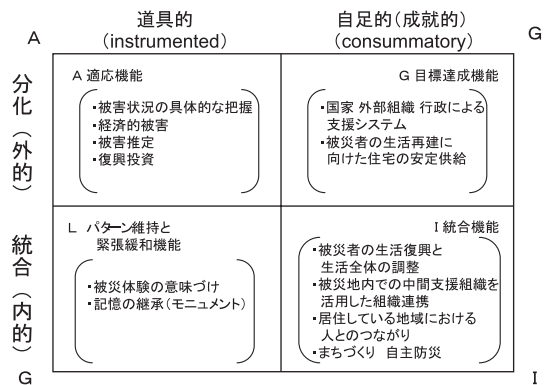 A
道具的
(instrumented)
自足的(成就的)
(consummatory)
G
分化(外的)
A 適応機能
・被害状況の具体的な把握
・経済的被害
・被害推定
・復興投資
G 目標達成機能
・国家 外部組織 行政による
支援システム
・被災者の生活再建に
向けた住宅の安定供給
統合(内的)
L パターン維持と
緊張緩和機能
・被災体験の意味づけ
・記憶の継承(モニュメント)
I 統合機能
・被災者の生活復興と
生活全体の調整
・被災地内での中間支援組織を
活用した組織連携
・居住している地域における
人とのつながり
・まちづくり 自主防災
G
I